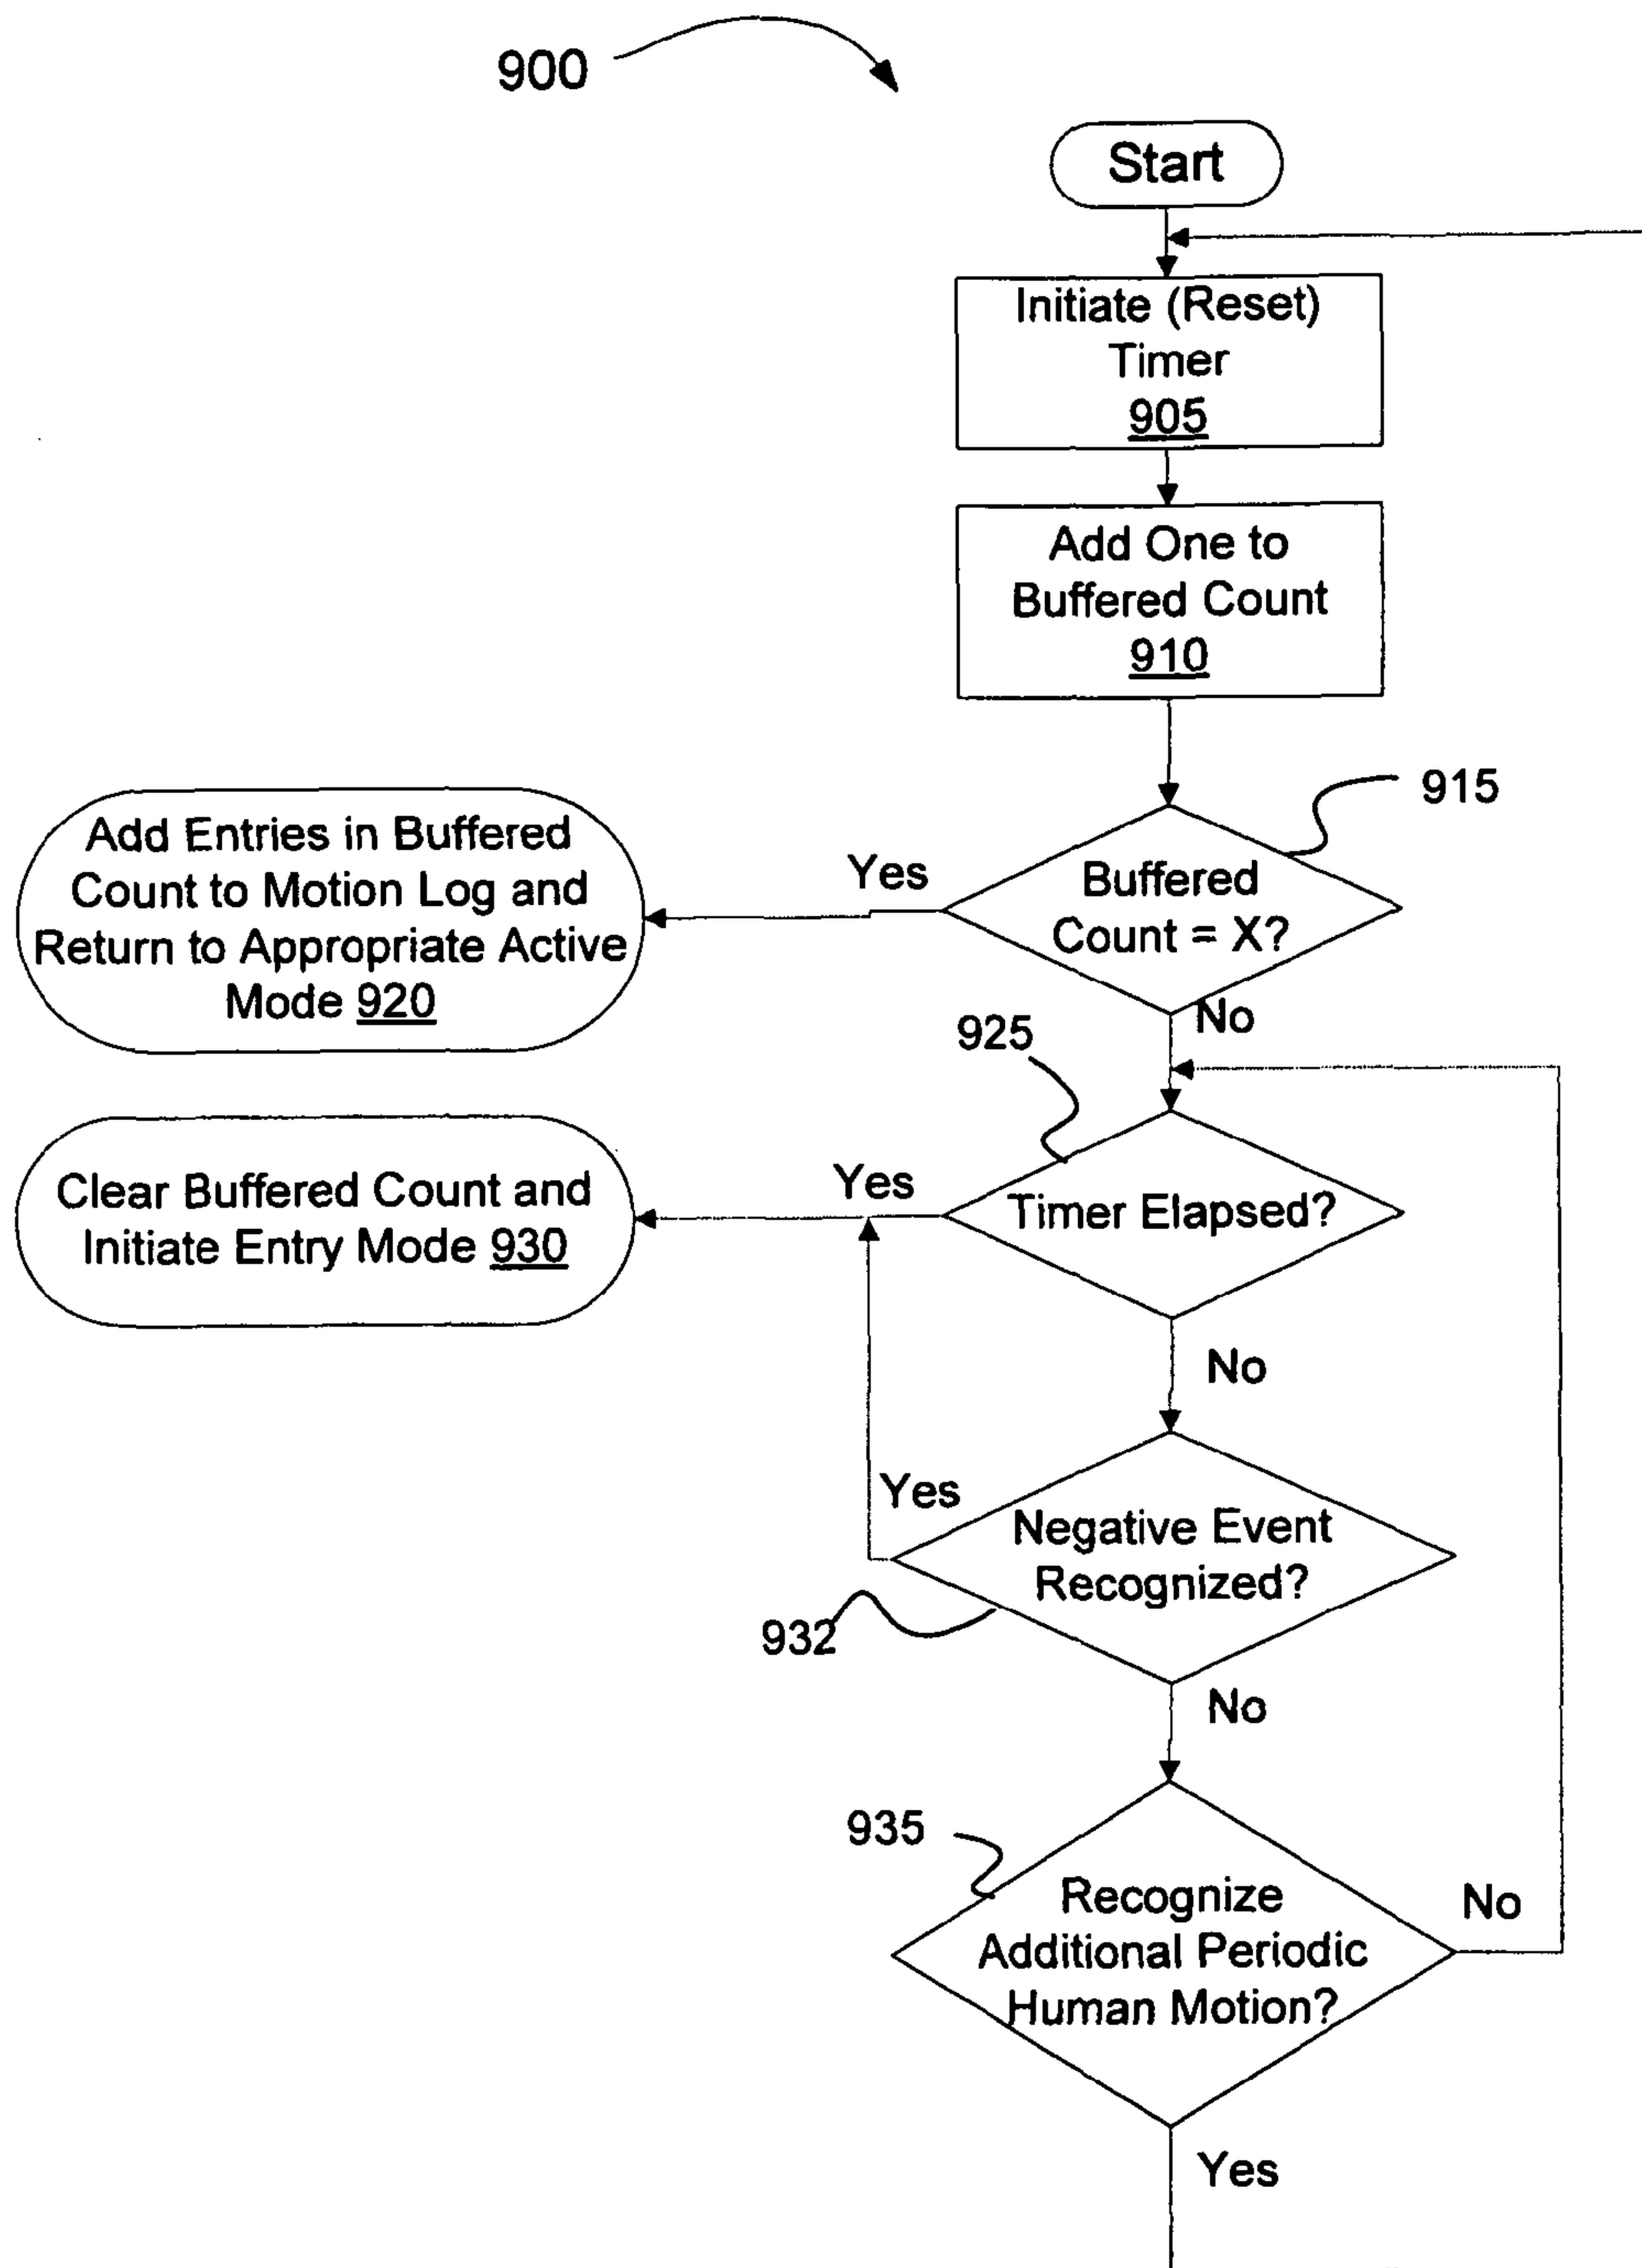 900
Start
Initiate (Reset)
Timer
905
Add One to
Buffered Count
910
915
Buffered
Count = X?
Yes
Add Entries in Buffered
Count to Motion Log and
Return to Appropriate Active
Mode 920
No
925
Timer Elapsed?
Yes
Clear Buffered Count and
Initiate Entry Mode 930
No
Negative Event
Recognized?
Yes
932
No
935
Recognize
Additional Periodic
Human Motion?
No
Yes